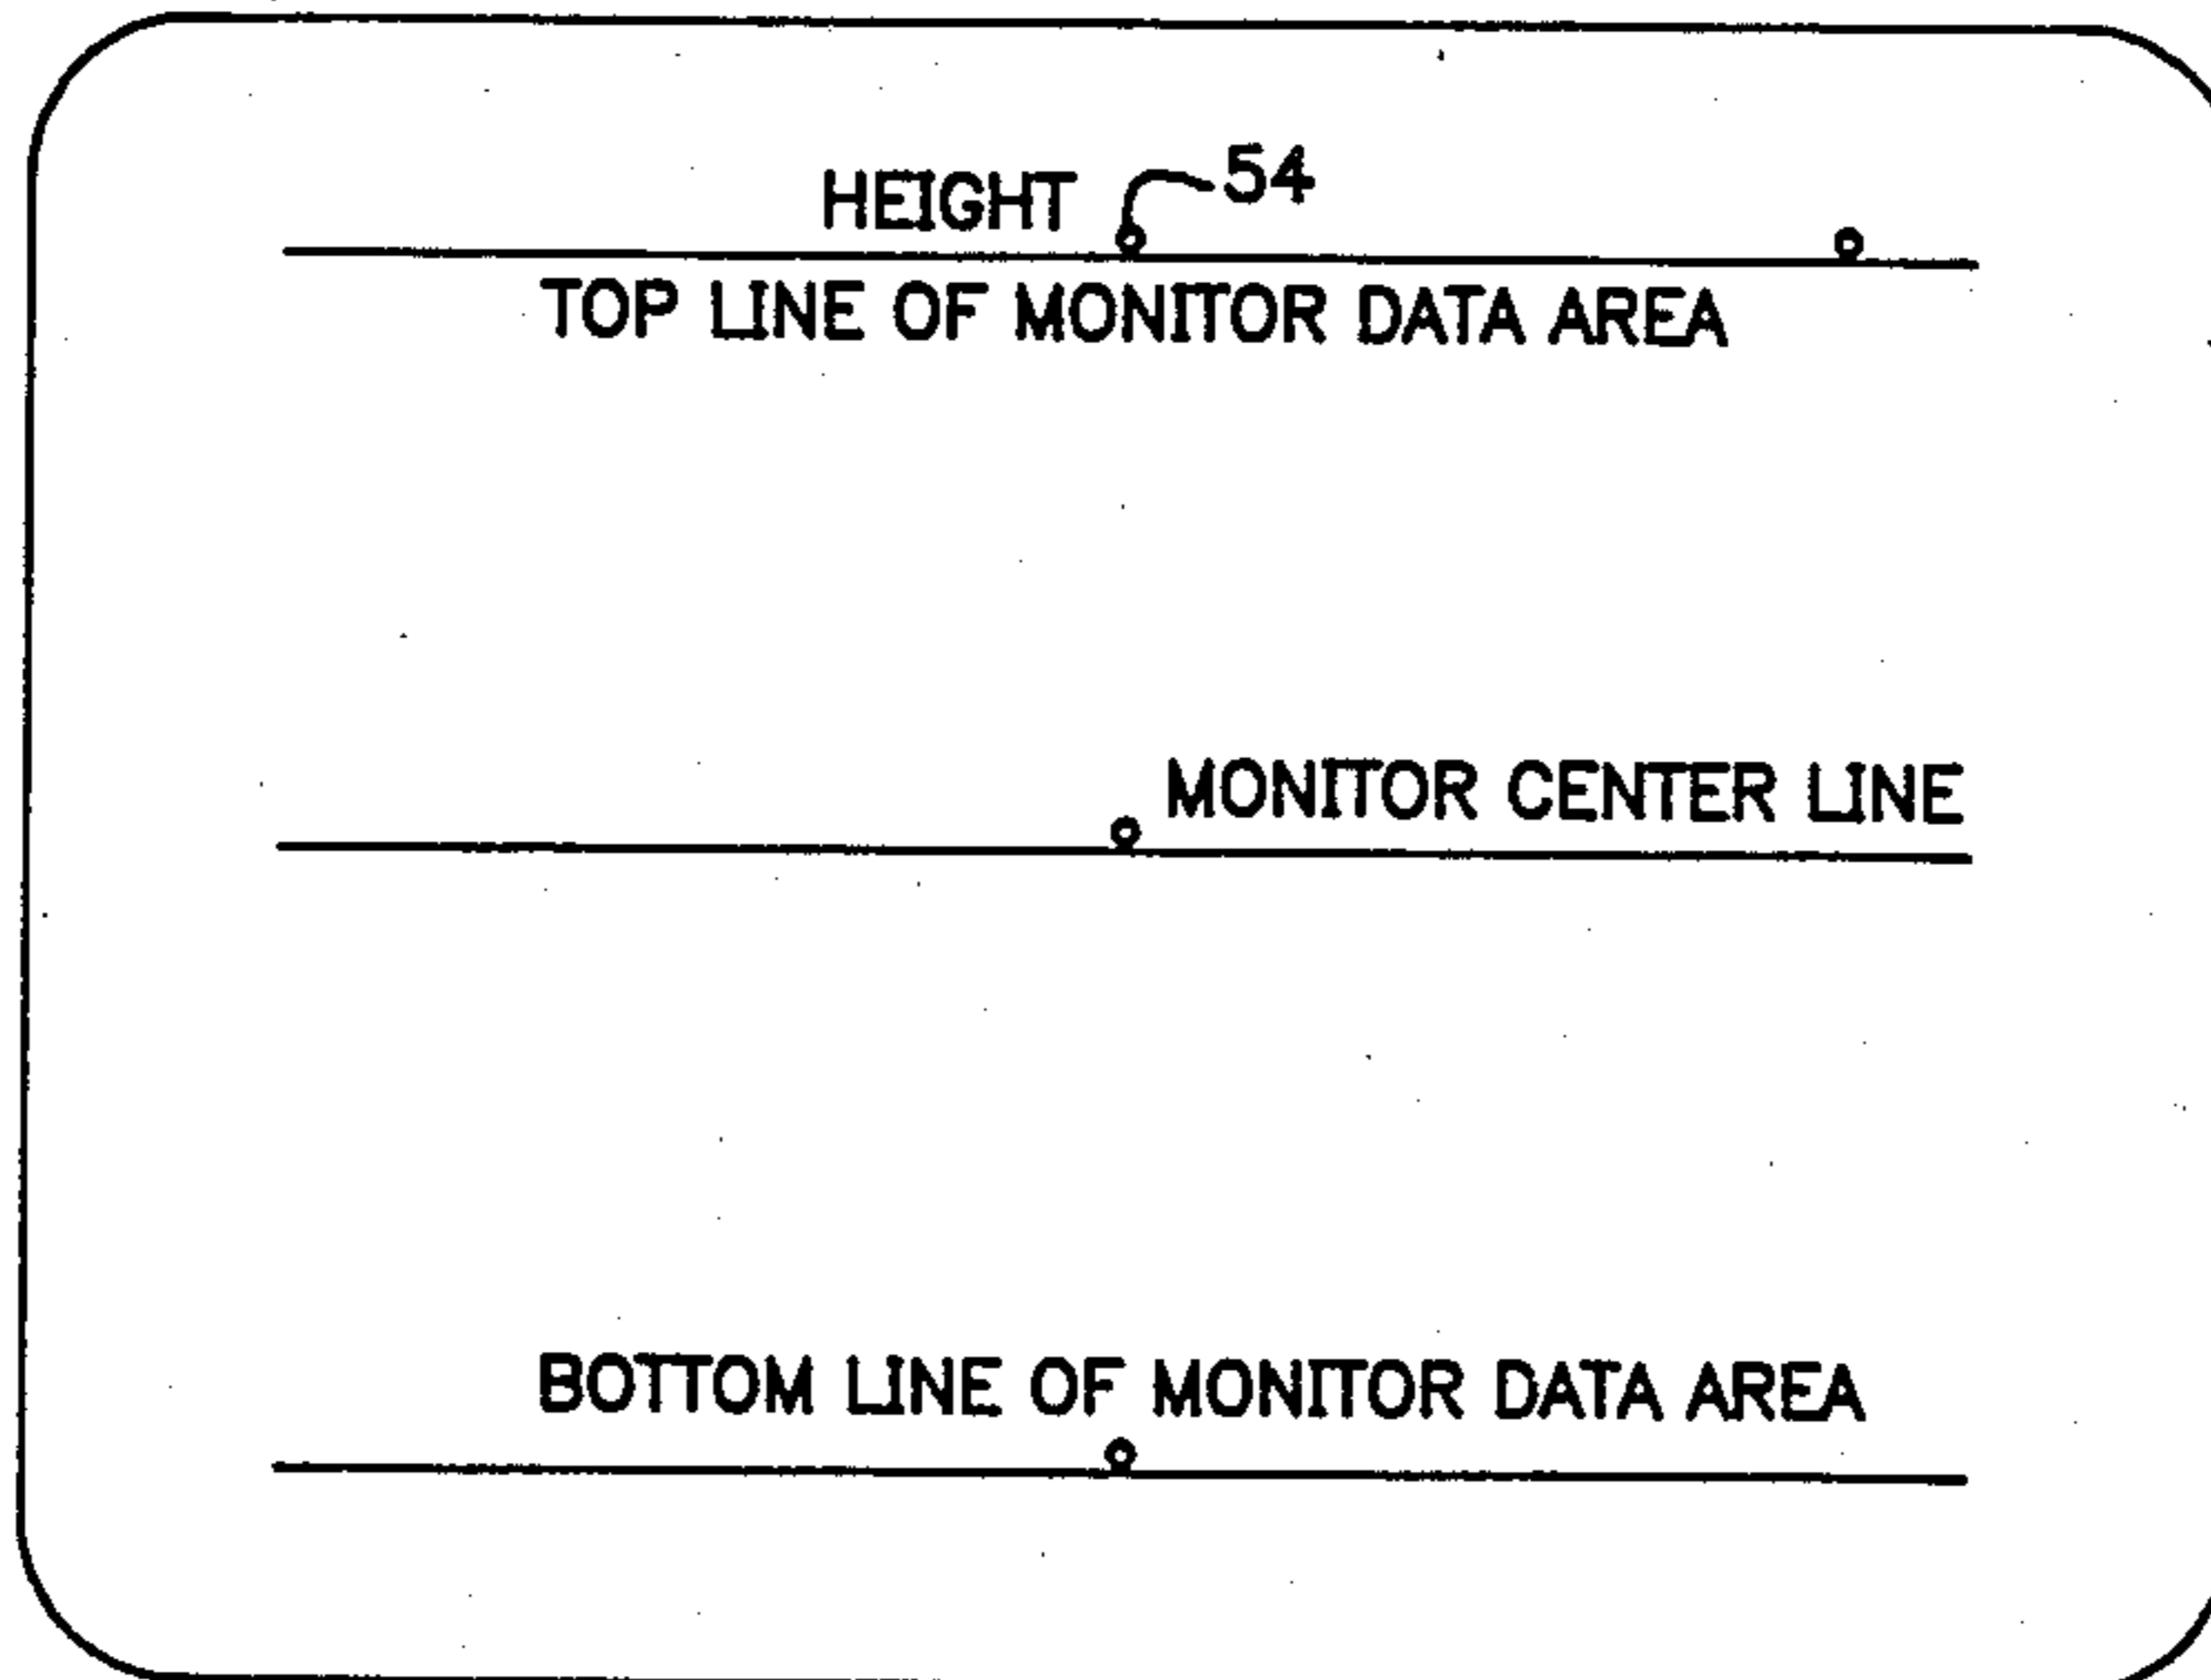 HEIGHT 54
TOP LINE OF MONITOR DATA AREA
MONITOR CENTER LINE
BOTTOM LINE OF MONITOR DATA AREA